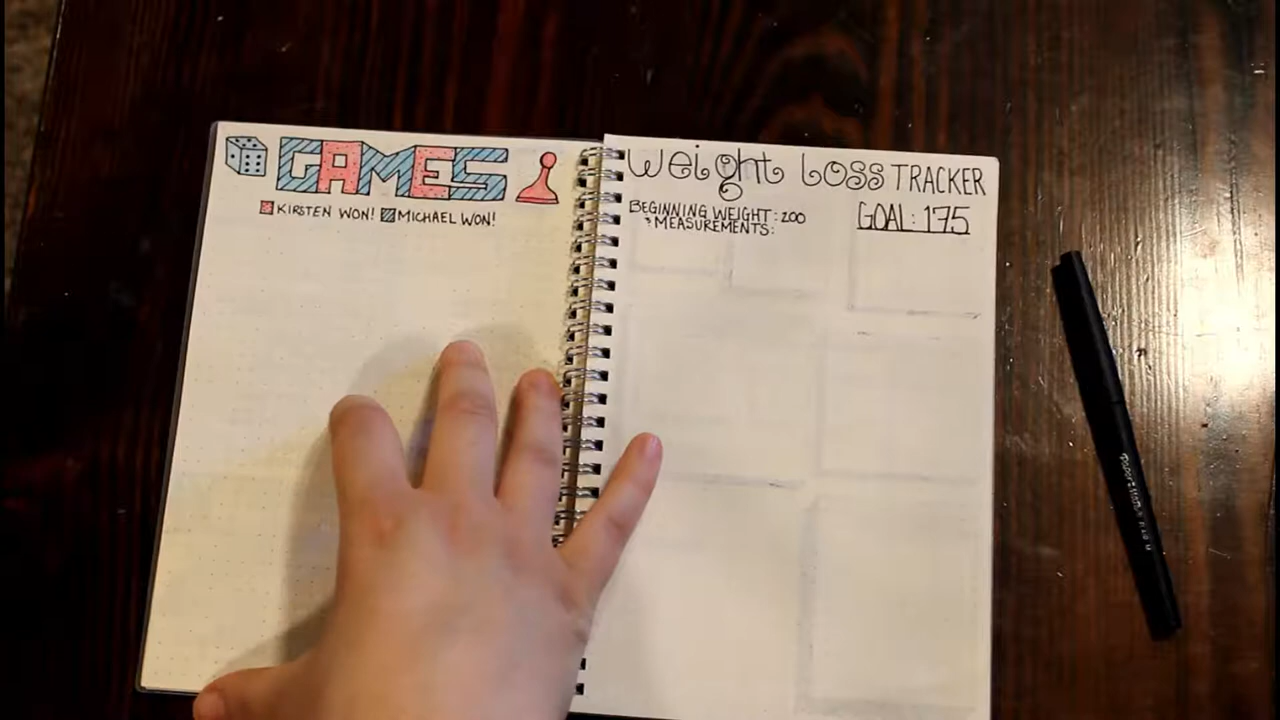 GAMES
KIRSTEN WON! MICHAEL WON!
Weight Loss TRACKER
BEGINNING WEIGHT: 200
& MEASUREMENTS:
GOAL: 175